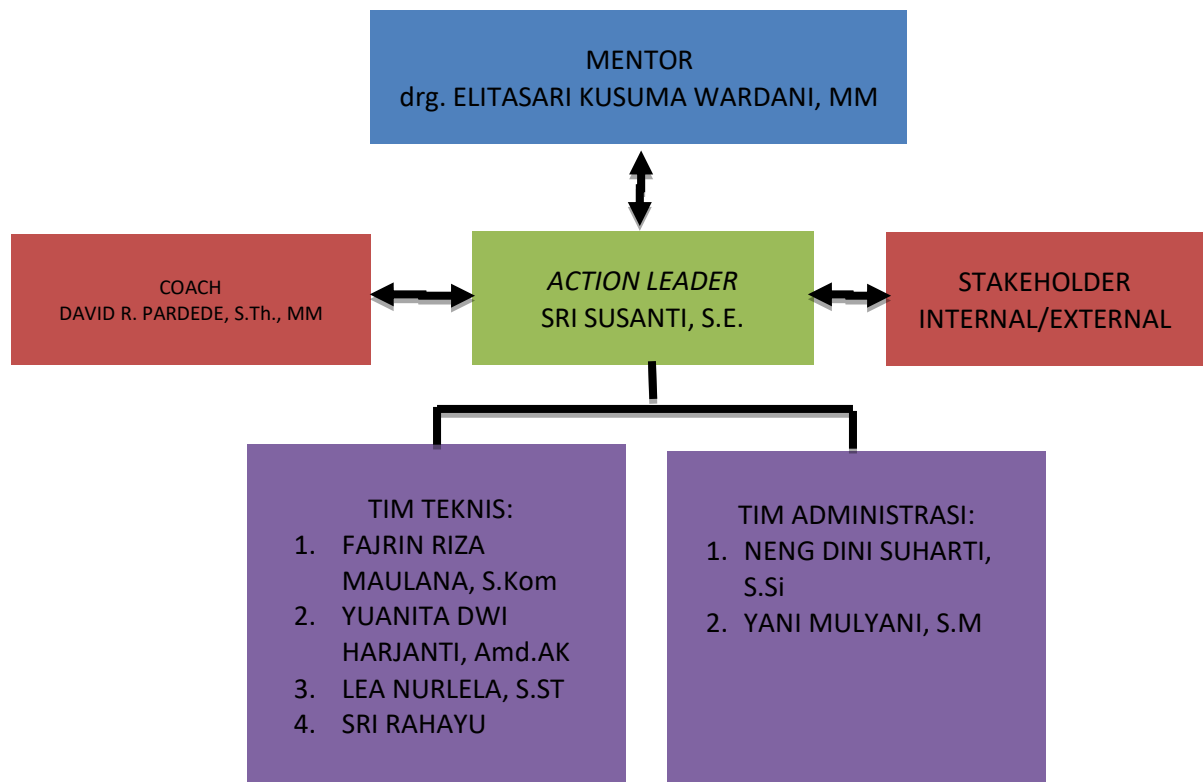 MENTOR
drg. ELITASARI KUSUMA WARDANI, MM
COACH
DAVID R. PARDEDE, S.Th., MM
ACTION LEADER
SRI SUSANTI, S.E.
STAKEHOLDER
INTERNAL/EXTERNAL
TIM TEKNIS:
1. FAJRIN RIZA
MAULANA, S.Kom
2. YUANITA DWI
HARJANTI, Amd.AK
3. LEA NURLELA, S.ST
4. SRI RAHAYU
TIM ADMINISTRASI:
1. NENG DINI SUHARTI,
S.Si
2. YANI MULYANI, S.M